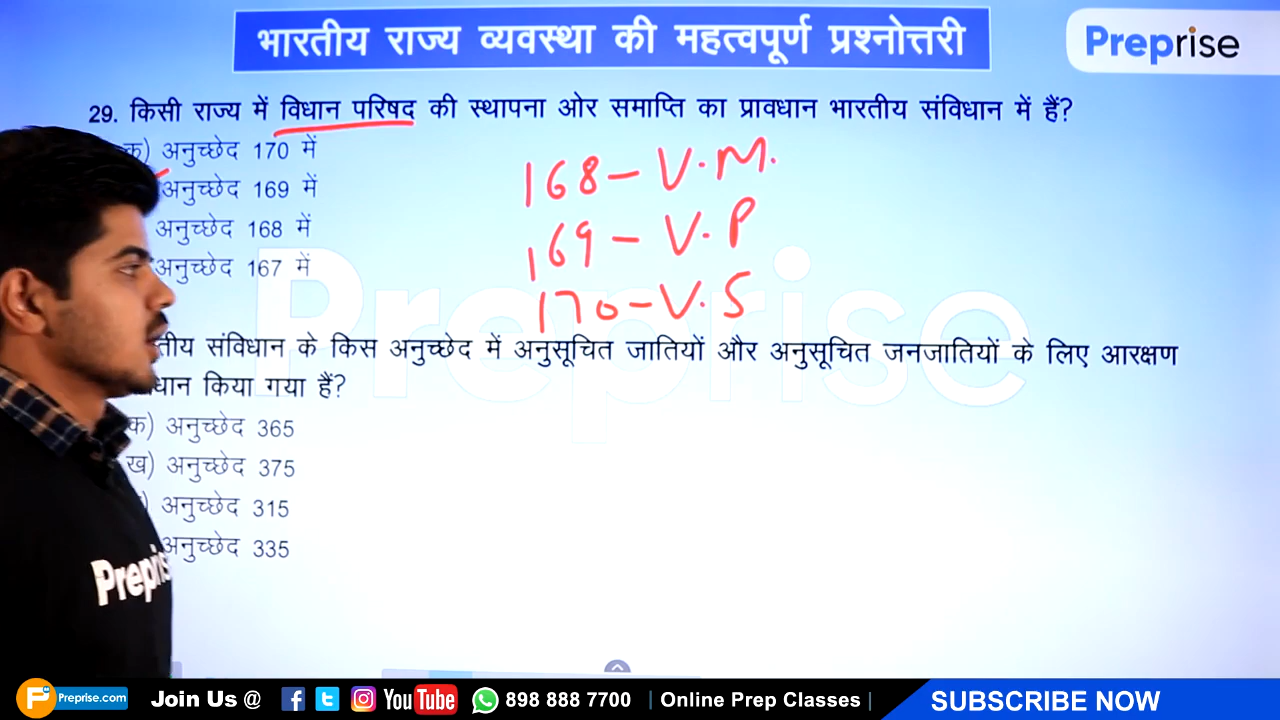 भारतीय राज्य व्यवस्था की महत्वपूर्ण प्रश्नोत्तरी
Preprise
29. किसी राज्य में विधान परिषद की स्थापना ओर समाप्ति का प्रावधान भारतीय संविधान में हैं?
क) अनुच्छेद 170 में
अनुच्छेद 169 में
अनुच्छेद 168 में
अनुच्छेद 167 में
168 – V.M.
169 – V.P
170 – V.S
Preprise
संविधान के किस अनुच्छेद में अनुसूचित जातियों और अनुसूचित जनजातियों के लिए आरक्षण
किया गया हैं?
क) अनुच्छेद 365
ख) अनुच्छेद 375
अनुच्छेद 315
अनुच्छेद 335
Prepris
P Preprise.com Join Us @ YouTube 898 888 7700 | Online Prep Classes | SUBSCRIBE NOW